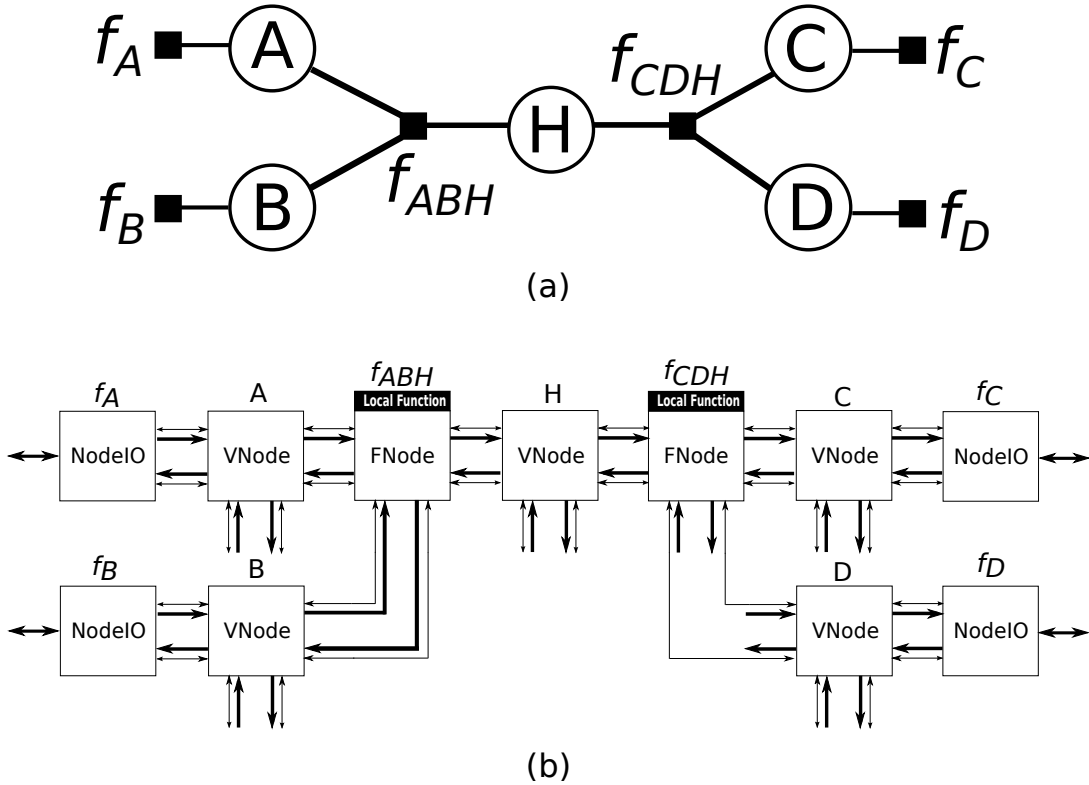 f_A A C f_C
f_CDH
H
f_B B f_ABH D f_D
(a)
f_ABH f_CDH
f_A A Local Function H Local Function C f_C
NodeIO VNode FNode VNode FNode VNode NodeIO
f_B B D f_D
NodeIO VNode VNode NodeIO
(b)